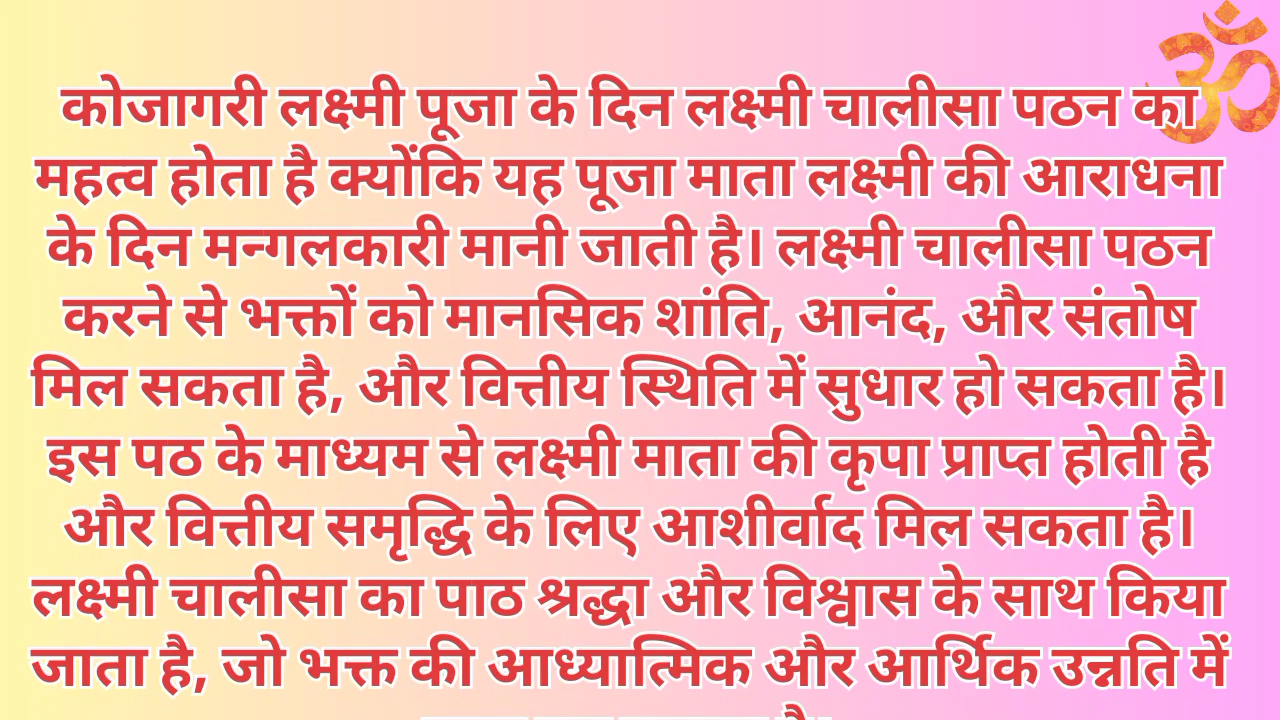 कोजागरी लक्ष्मी पूजा के दिन लक्ष्मी चालीसा पठन का
महत्व होता है क्योंकि यह पूजा माता लक्ष्मी की आराधना
के दिन मन्गलकारी मानी जाती है। लक्ष्मी चालीसा पठन
करने से भक्तों को मानसिक शांति, आनंद, और संतोष
मिल सकता है, और वित्तीय स्थिति में सुधार हो सकता है।
इस पठ के माध्यम से लक्ष्मी माता की कृपा प्राप्त होती है
और वित्तीय समृद्धि के लिए आशीर्वाद मिल सकता है।
लक्ष्मी चालीसा का पाठ श्रद्धा और विश्वास के साथ किया
जाता है, जो भक्त की आध्यात्मिक और आर्थिक उन्नति में
ॐ